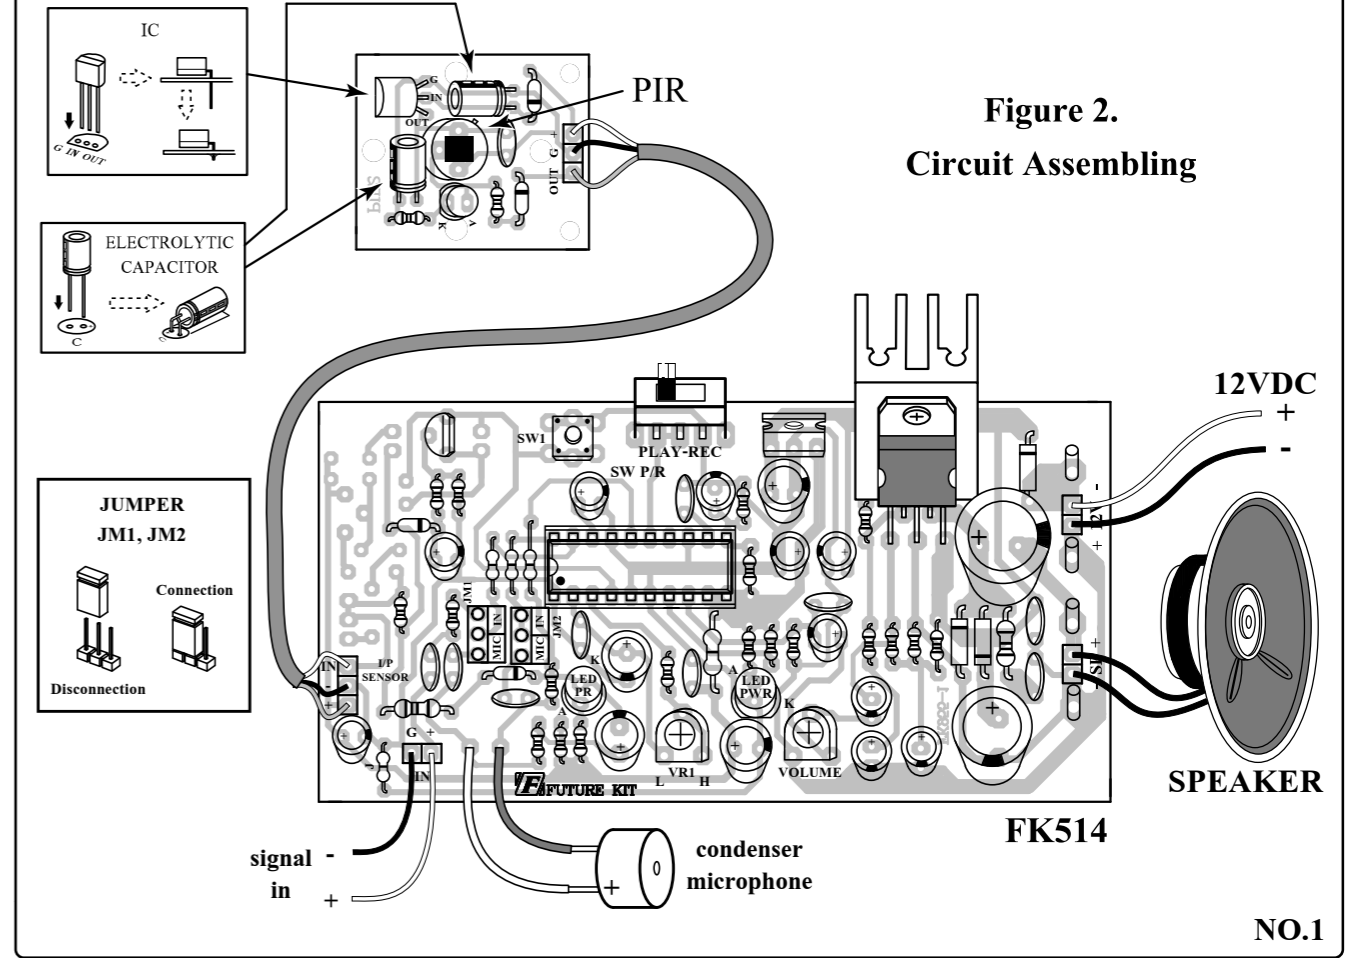 IC
G IN OUT
ELECTROLYTIC
CAPACITOR
C
C
G
IN
OUT
PIR
+
G
OUT
K
A
Figure 2.
Circuit Assembling
12VDC
+
-
SW1
PLAY-REC
SW P/R
JUMPER
JM1, JM2
Connection
Disconnection
-
12V
+
JM1
IN
MIC
IN
MIC
JM2
IN
-
+
I/P
SENSOR
K
LED
PR
A
A
LED
PWR
K
+
SP
-
G +
IN
L
VR1
H
VOLUME
F FUTURE KIT
SPEAKER
FK514
signal
in
-
+
+
condenser
microphone
NO.1